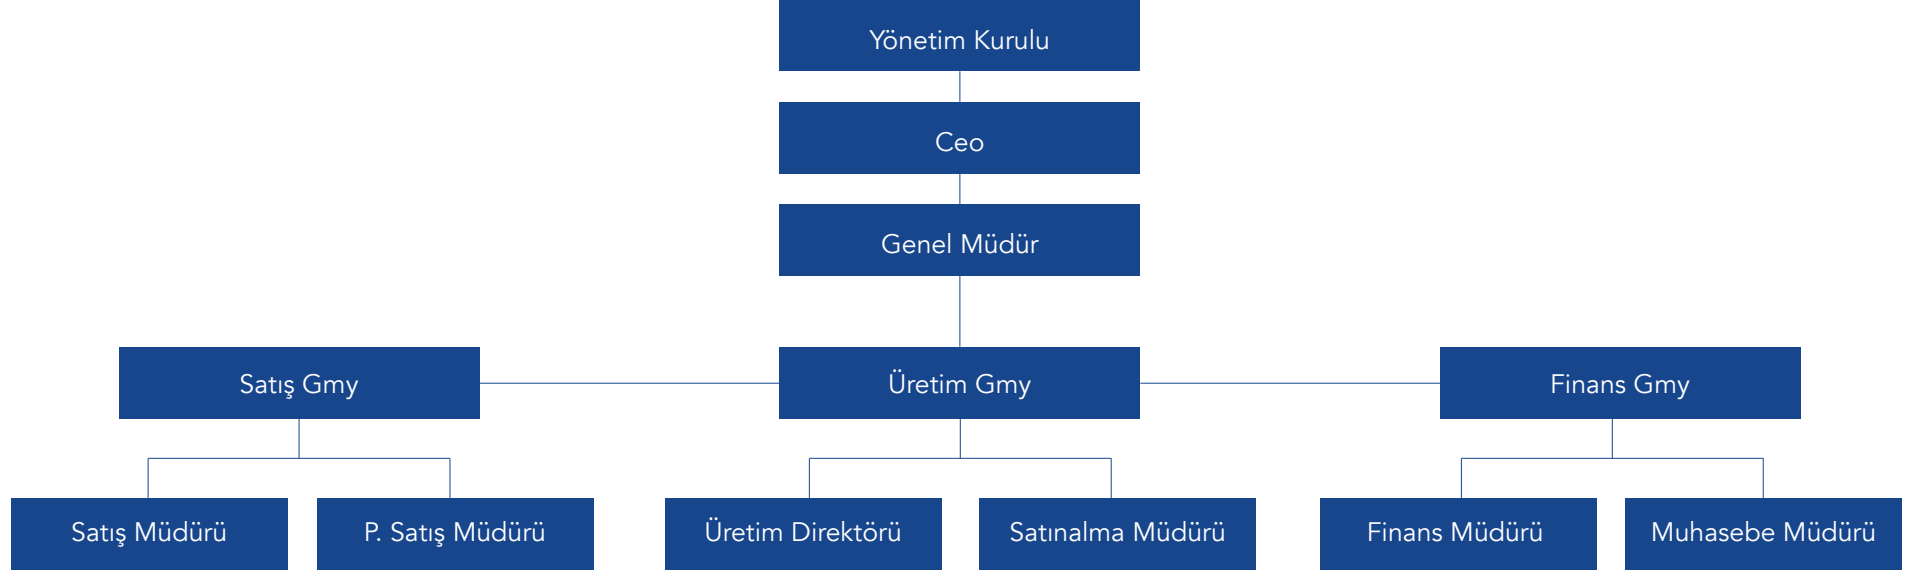 Yönetim Kurulu
Ceo
Genel Müdür
Satış Gmy
Üretim Gmy
Finans Gmy
Satış Müdürü
P. Satış Müdürü
Üretim Direktörü
Satınalma Müdürü
Finans Müdürü
Muhasebe Müdürü